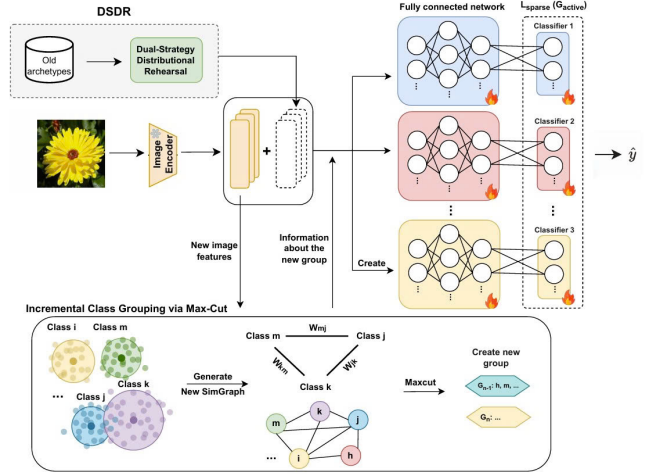 DSDR
Old
archetypes
Dual-Strategy
Distributional
Rehearsal
Image
Encoder
+
New image
features
Information
about the
new group
Create
Fully connected network
L_sparse (G_active)
Classifier 1
Classifier 2
Classifier 3
ŷ
Incremental Class Grouping via Max-Cut
Class i
Class m
Class k
Class j
...
Generate
New SimGraph
Class m
W_mj
Class j
W_km
W_jk
Class k
m
k
j
i
h
...
Maxcut
Create new
group
G_n-1: h, m, ...
G_n: ...